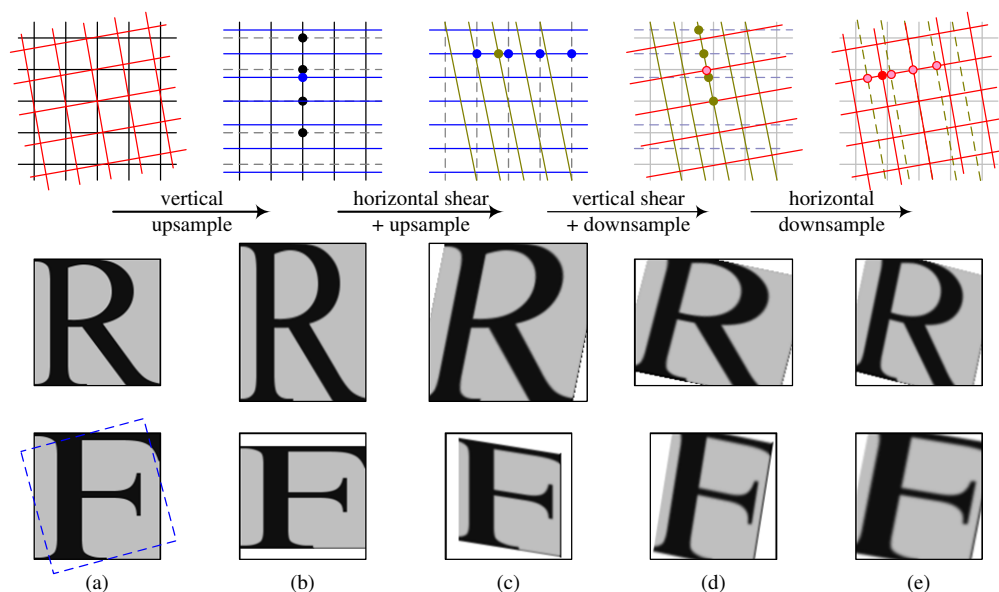 vertical
upsample
horizontal shear
+ upsample
vertical shear
+ downsample
horizontal
downsample
R R R R R
F F F F F
(a) (b) (c) (d) (e)